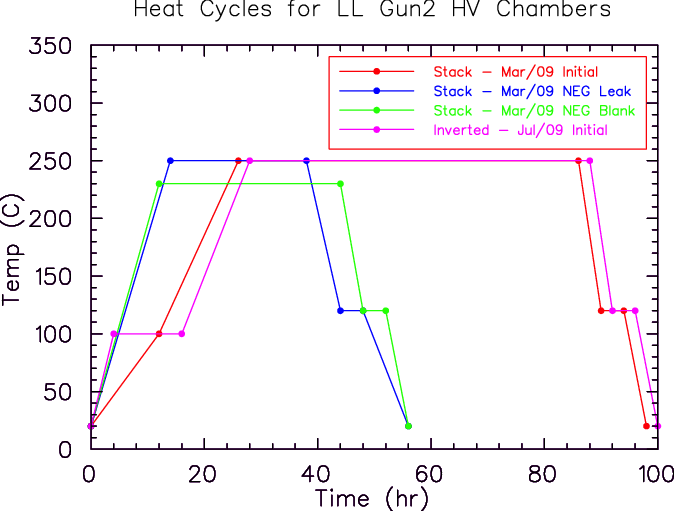 Heat Cycles for LL Gun2 HV Chambers
350
300
250
200
150
100
50
0
Temp (C)
Stack – Mar/09 Initial
Stack – Mar/09 NEG Leak
Stack – Mar/09 NEG Blank
Inverted – Jul/09 Initial
0 20 40 60 80 100
Time (hr)